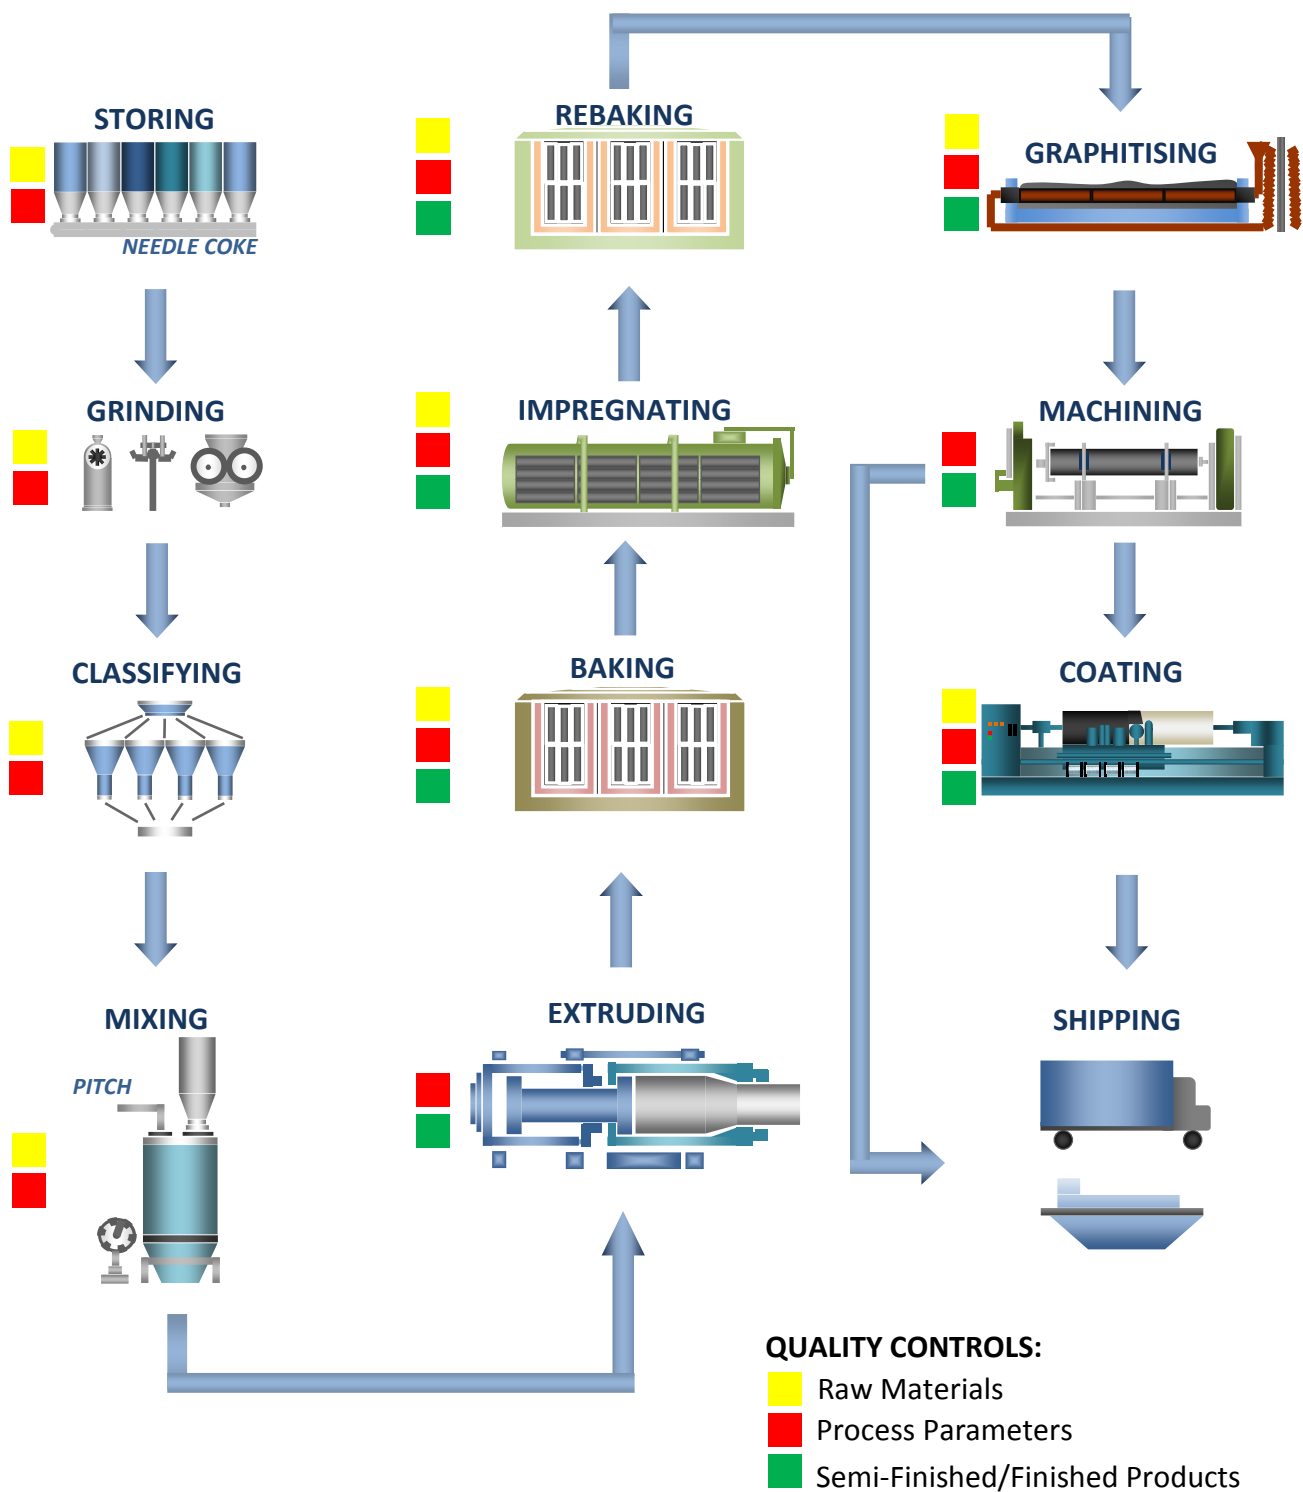 STORING
NEEDLE COKE
GRINDING
CLASSIFYING
MIXING
PITCH
EXTRUDING
BAKING
IMPREGNATING
REBAKING
GRAPHITISING
MACHINING
COATING
SHIPPING
QUALITY CONTROLS:
Raw Materials
Process Parameters
Semi-Finished/Finished Products